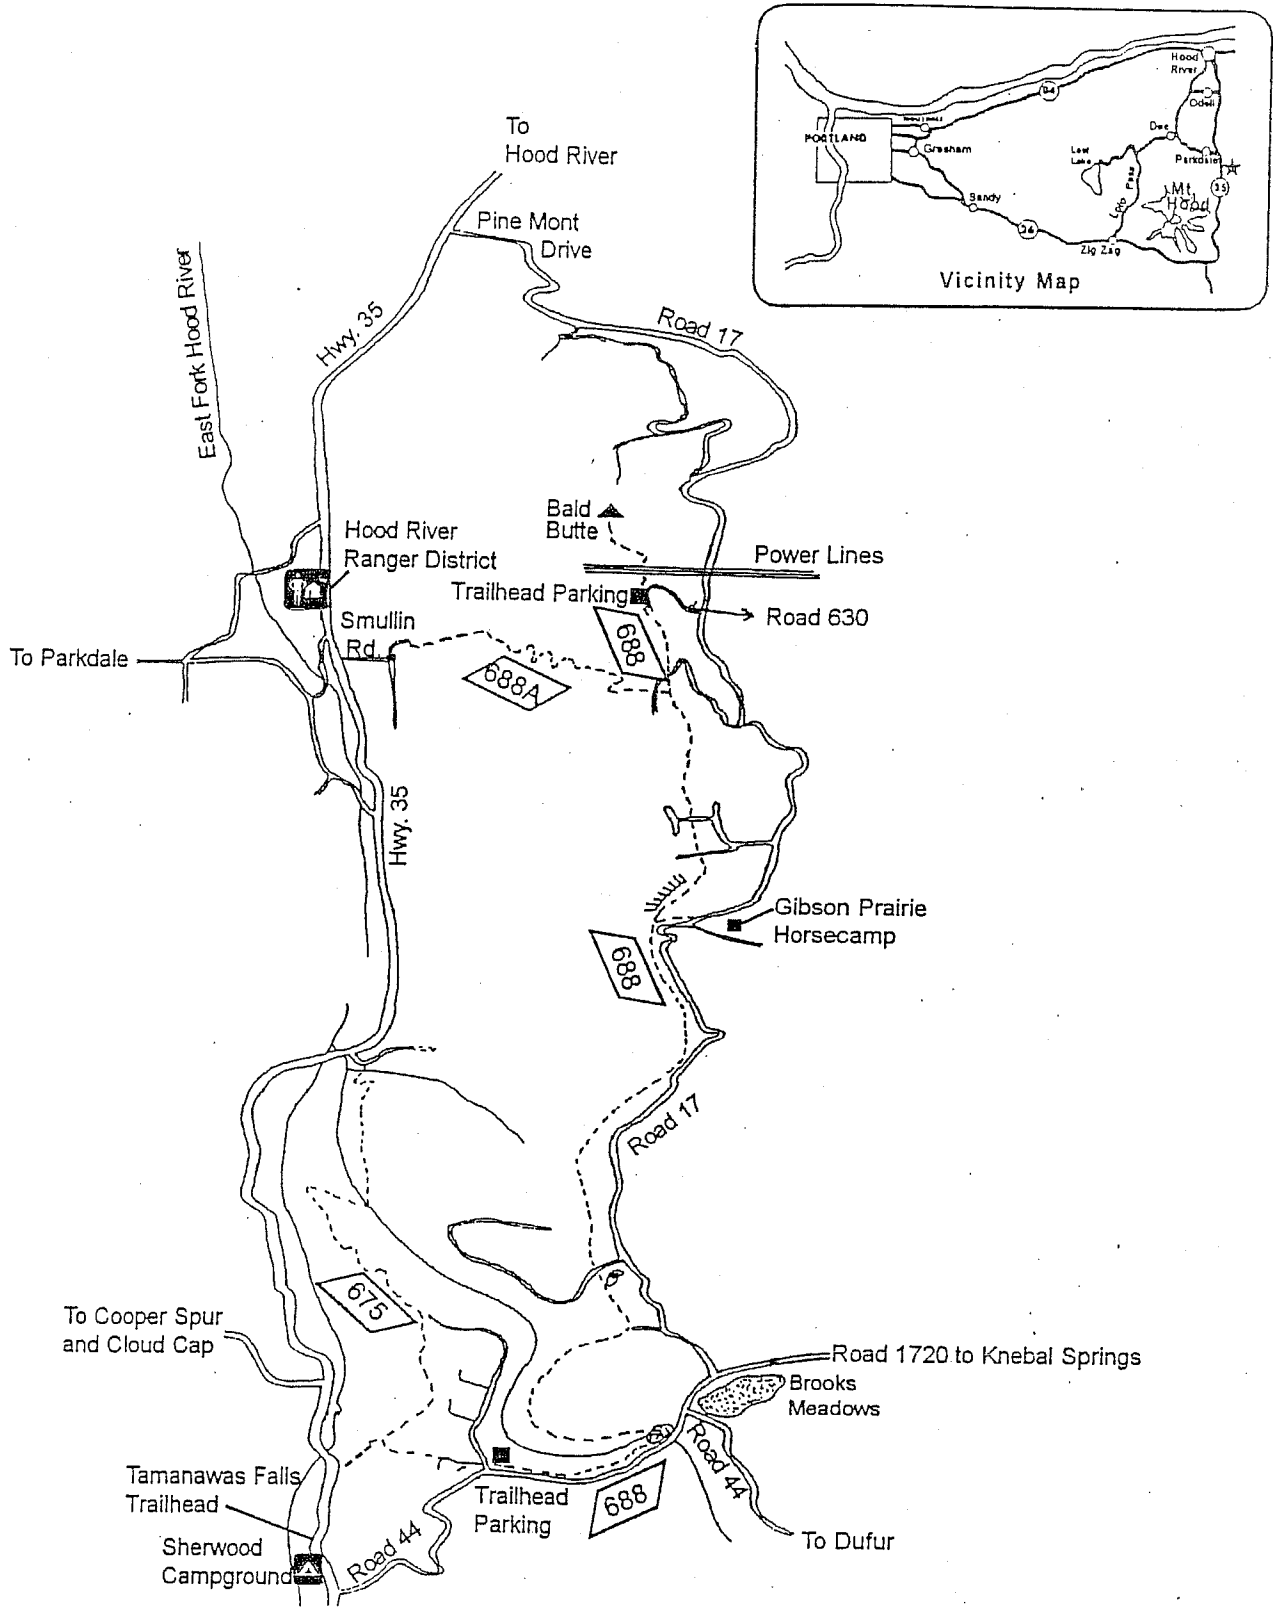 Hood
River
84
Odell
PORTLAND
Dee
Gresham
Lost
Lake
Parkdale
Lolo Pass
35
Mt.
Hood
Sandy
26
Zig Zag
Vicinity Map
To
Hood River
Pine Mont
Drive
East Fork Hood River
Hwy. 35
Road 17
Bald
Butte
Hood River
Ranger District
Power Lines
Trailhead Parking
Road 630
Smullin
Rd.
688
To Parkdale
688A
Hwy. 35
Gibson Prairie
Horsecamp
688
Road 17
675
To Cooper Spur
and Cloud Cap
Road 1720 to Knebal Springs
Brooks
Meadows
Road 44
Tamanawas Falls
Trailhead
Trailhead
Parking
688
To Dufur
Sherwood
Campground
Road 44